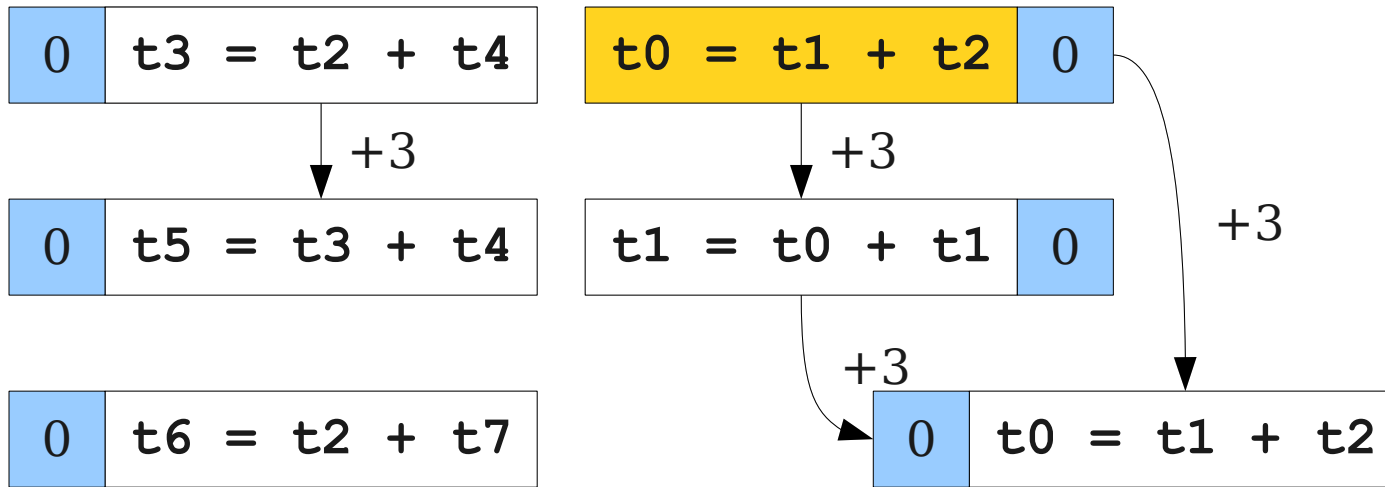 0 t3 = t2 + t4 t0 = t1 + t2 0
+3 +3
+3
0 t5 = t3 + t4 t1 = t0 + t1 0
+3
0 t6 = t2 + t7 0 t0 = t1 + t2